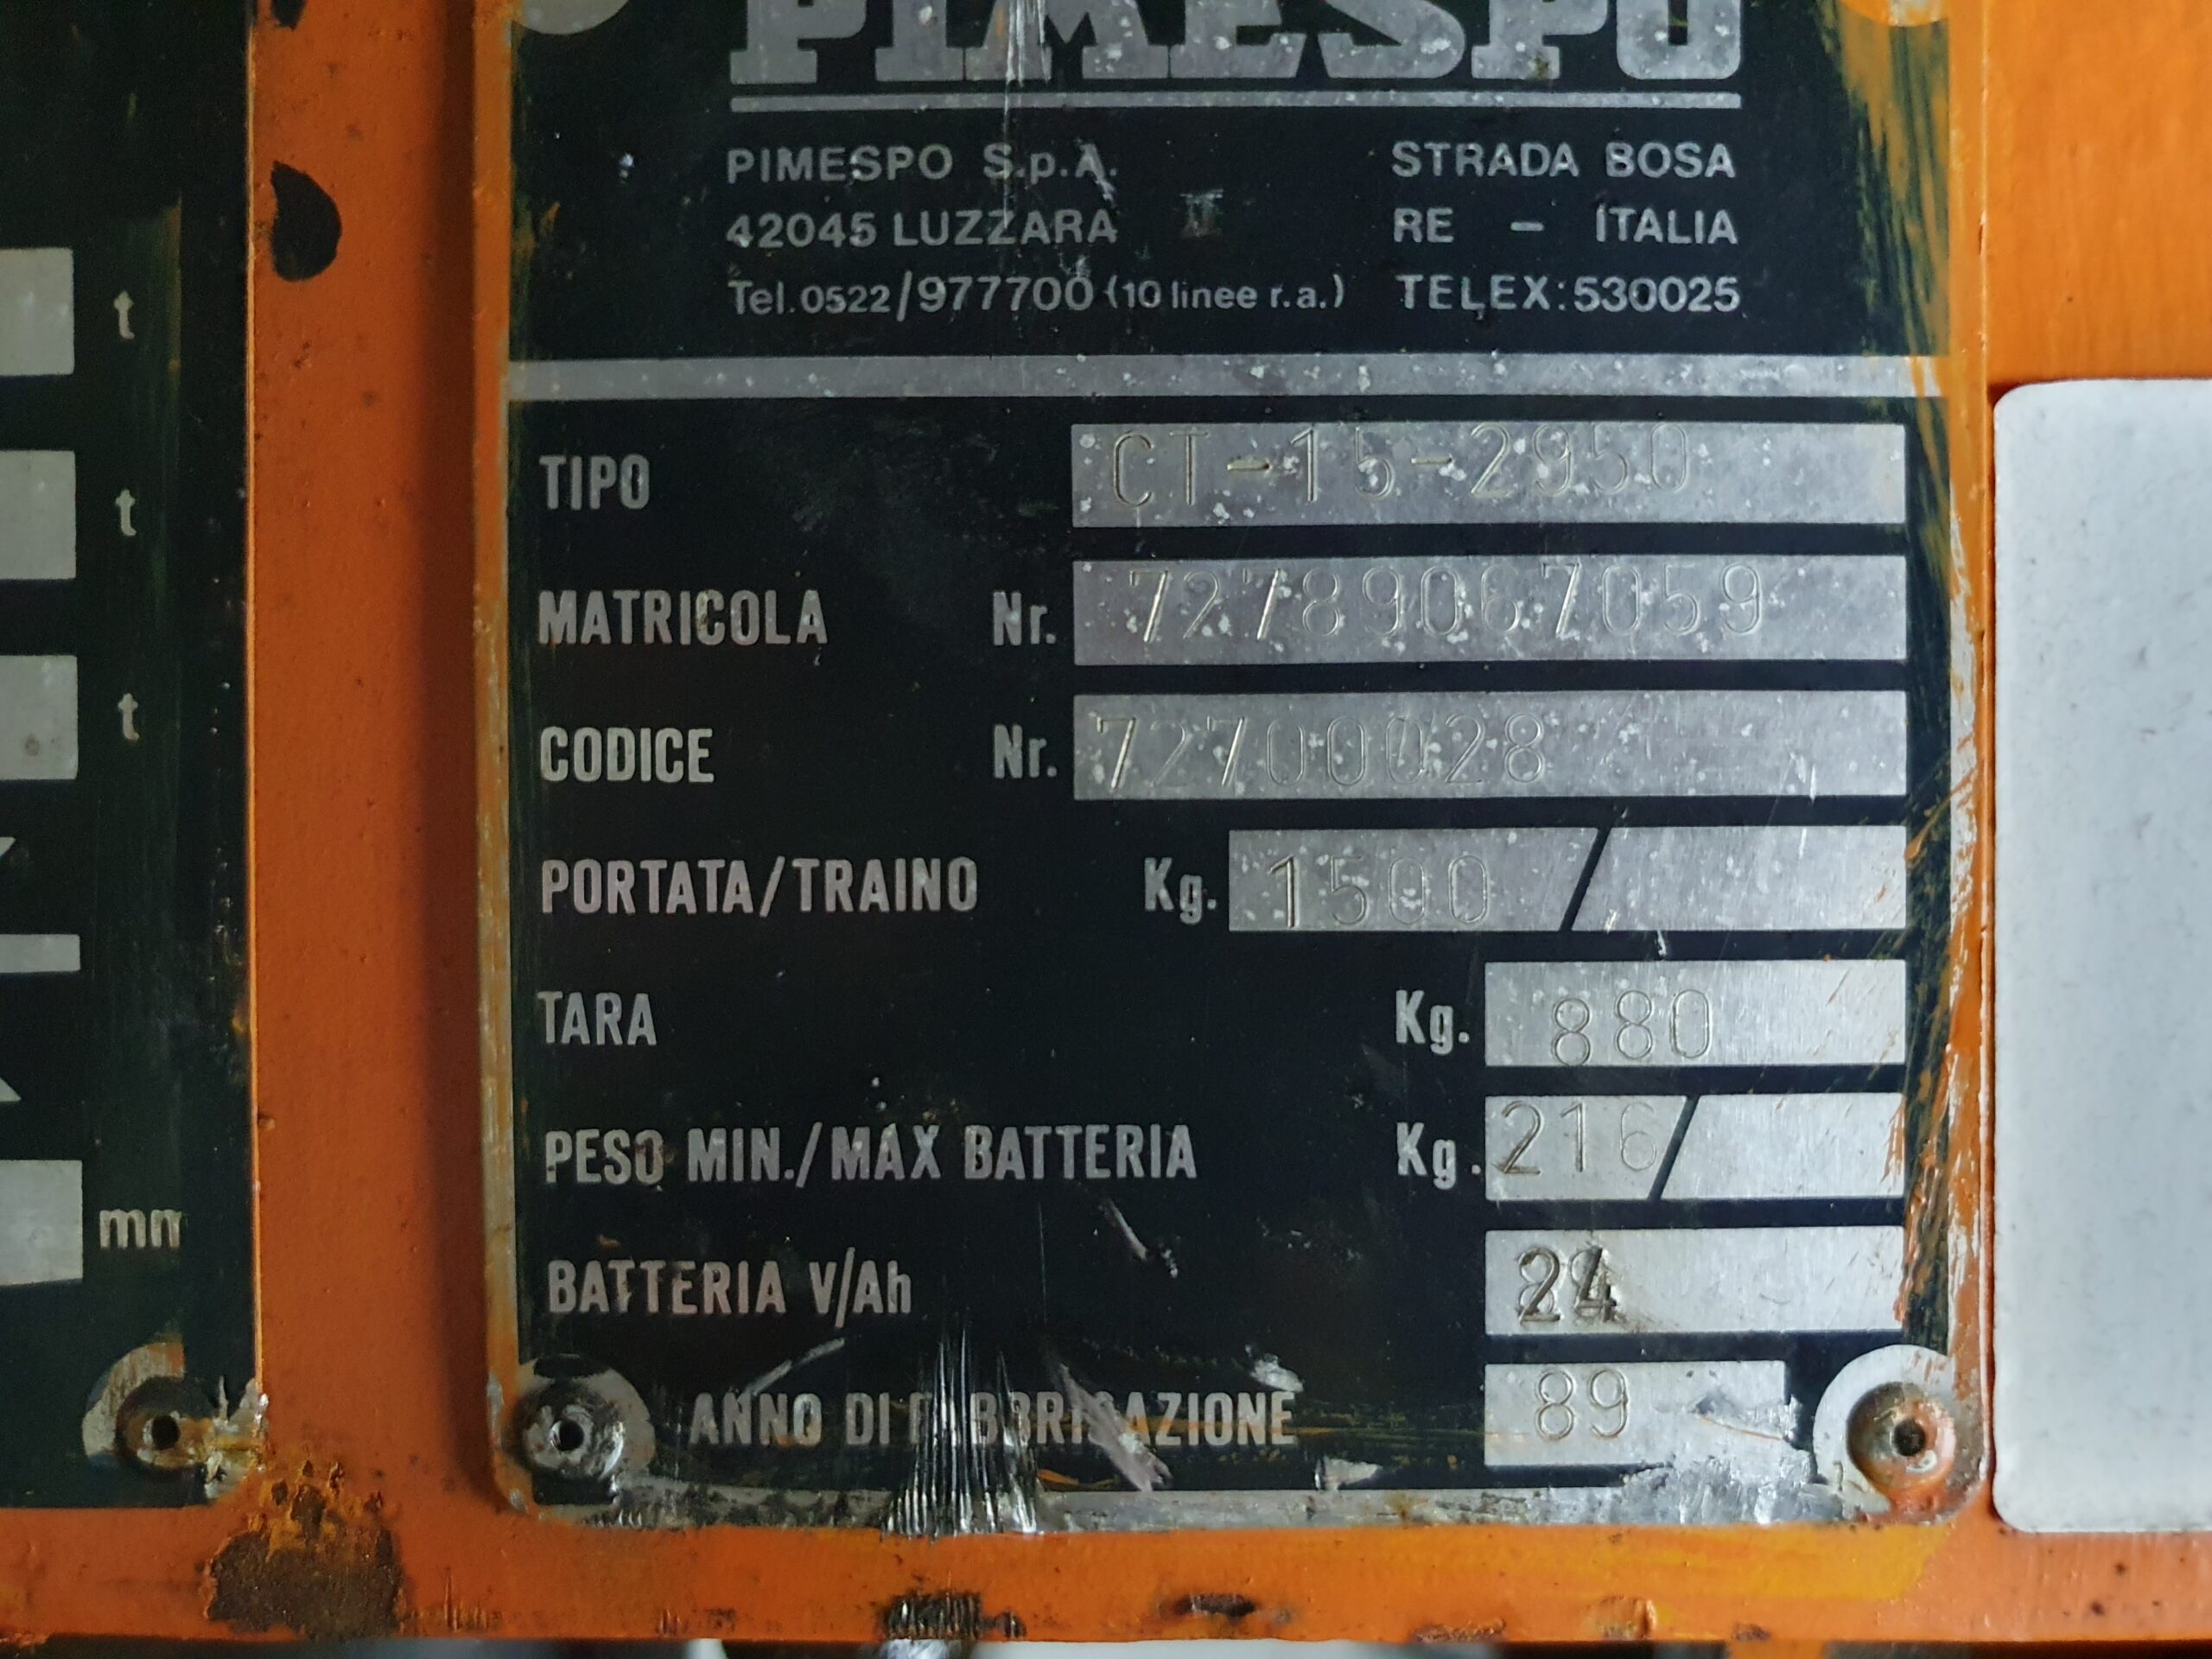 PIMESPO
PIMESPO S.p.A. STRADA BOSA
42045 LUZZARA RE - ITALIA
Tel. 0522/977700 (10 linee r.a.) TELEX: 530025
TIPO CT-15-2950
MATRICOLA Nr. 72789067059
CODICE Nr. 72700028
PORTATA/TRAINO Kg. 1500 /
TARA Kg. 880
PESO MIN./MAX BATTERIA Kg. 216 /
BATTERIA V/Ah 24
ANNO DI FABBRICAZIONE 89
t
t
t
mm